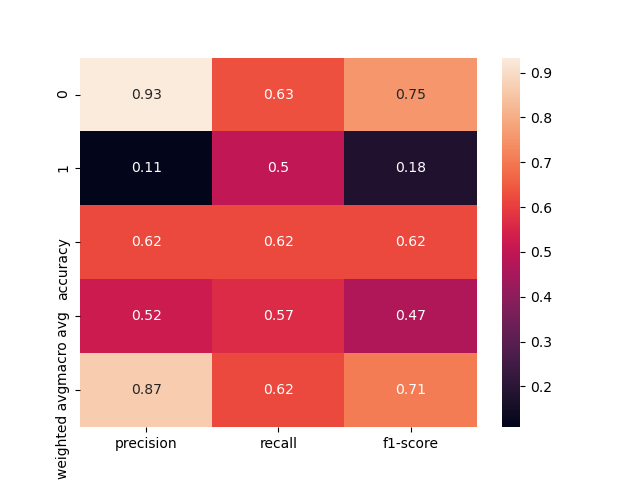 0 0.93 0.63 0.75
1 0.11 0.5 0.18
accuracy 0.62 0.62 0.62
macro avg 0.52 0.57 0.47
weighted avg 0.87 0.62 0.71
precision recall f1-score
0.9
0.8
0.7
0.6
0.5
0.4
0.3
0.2